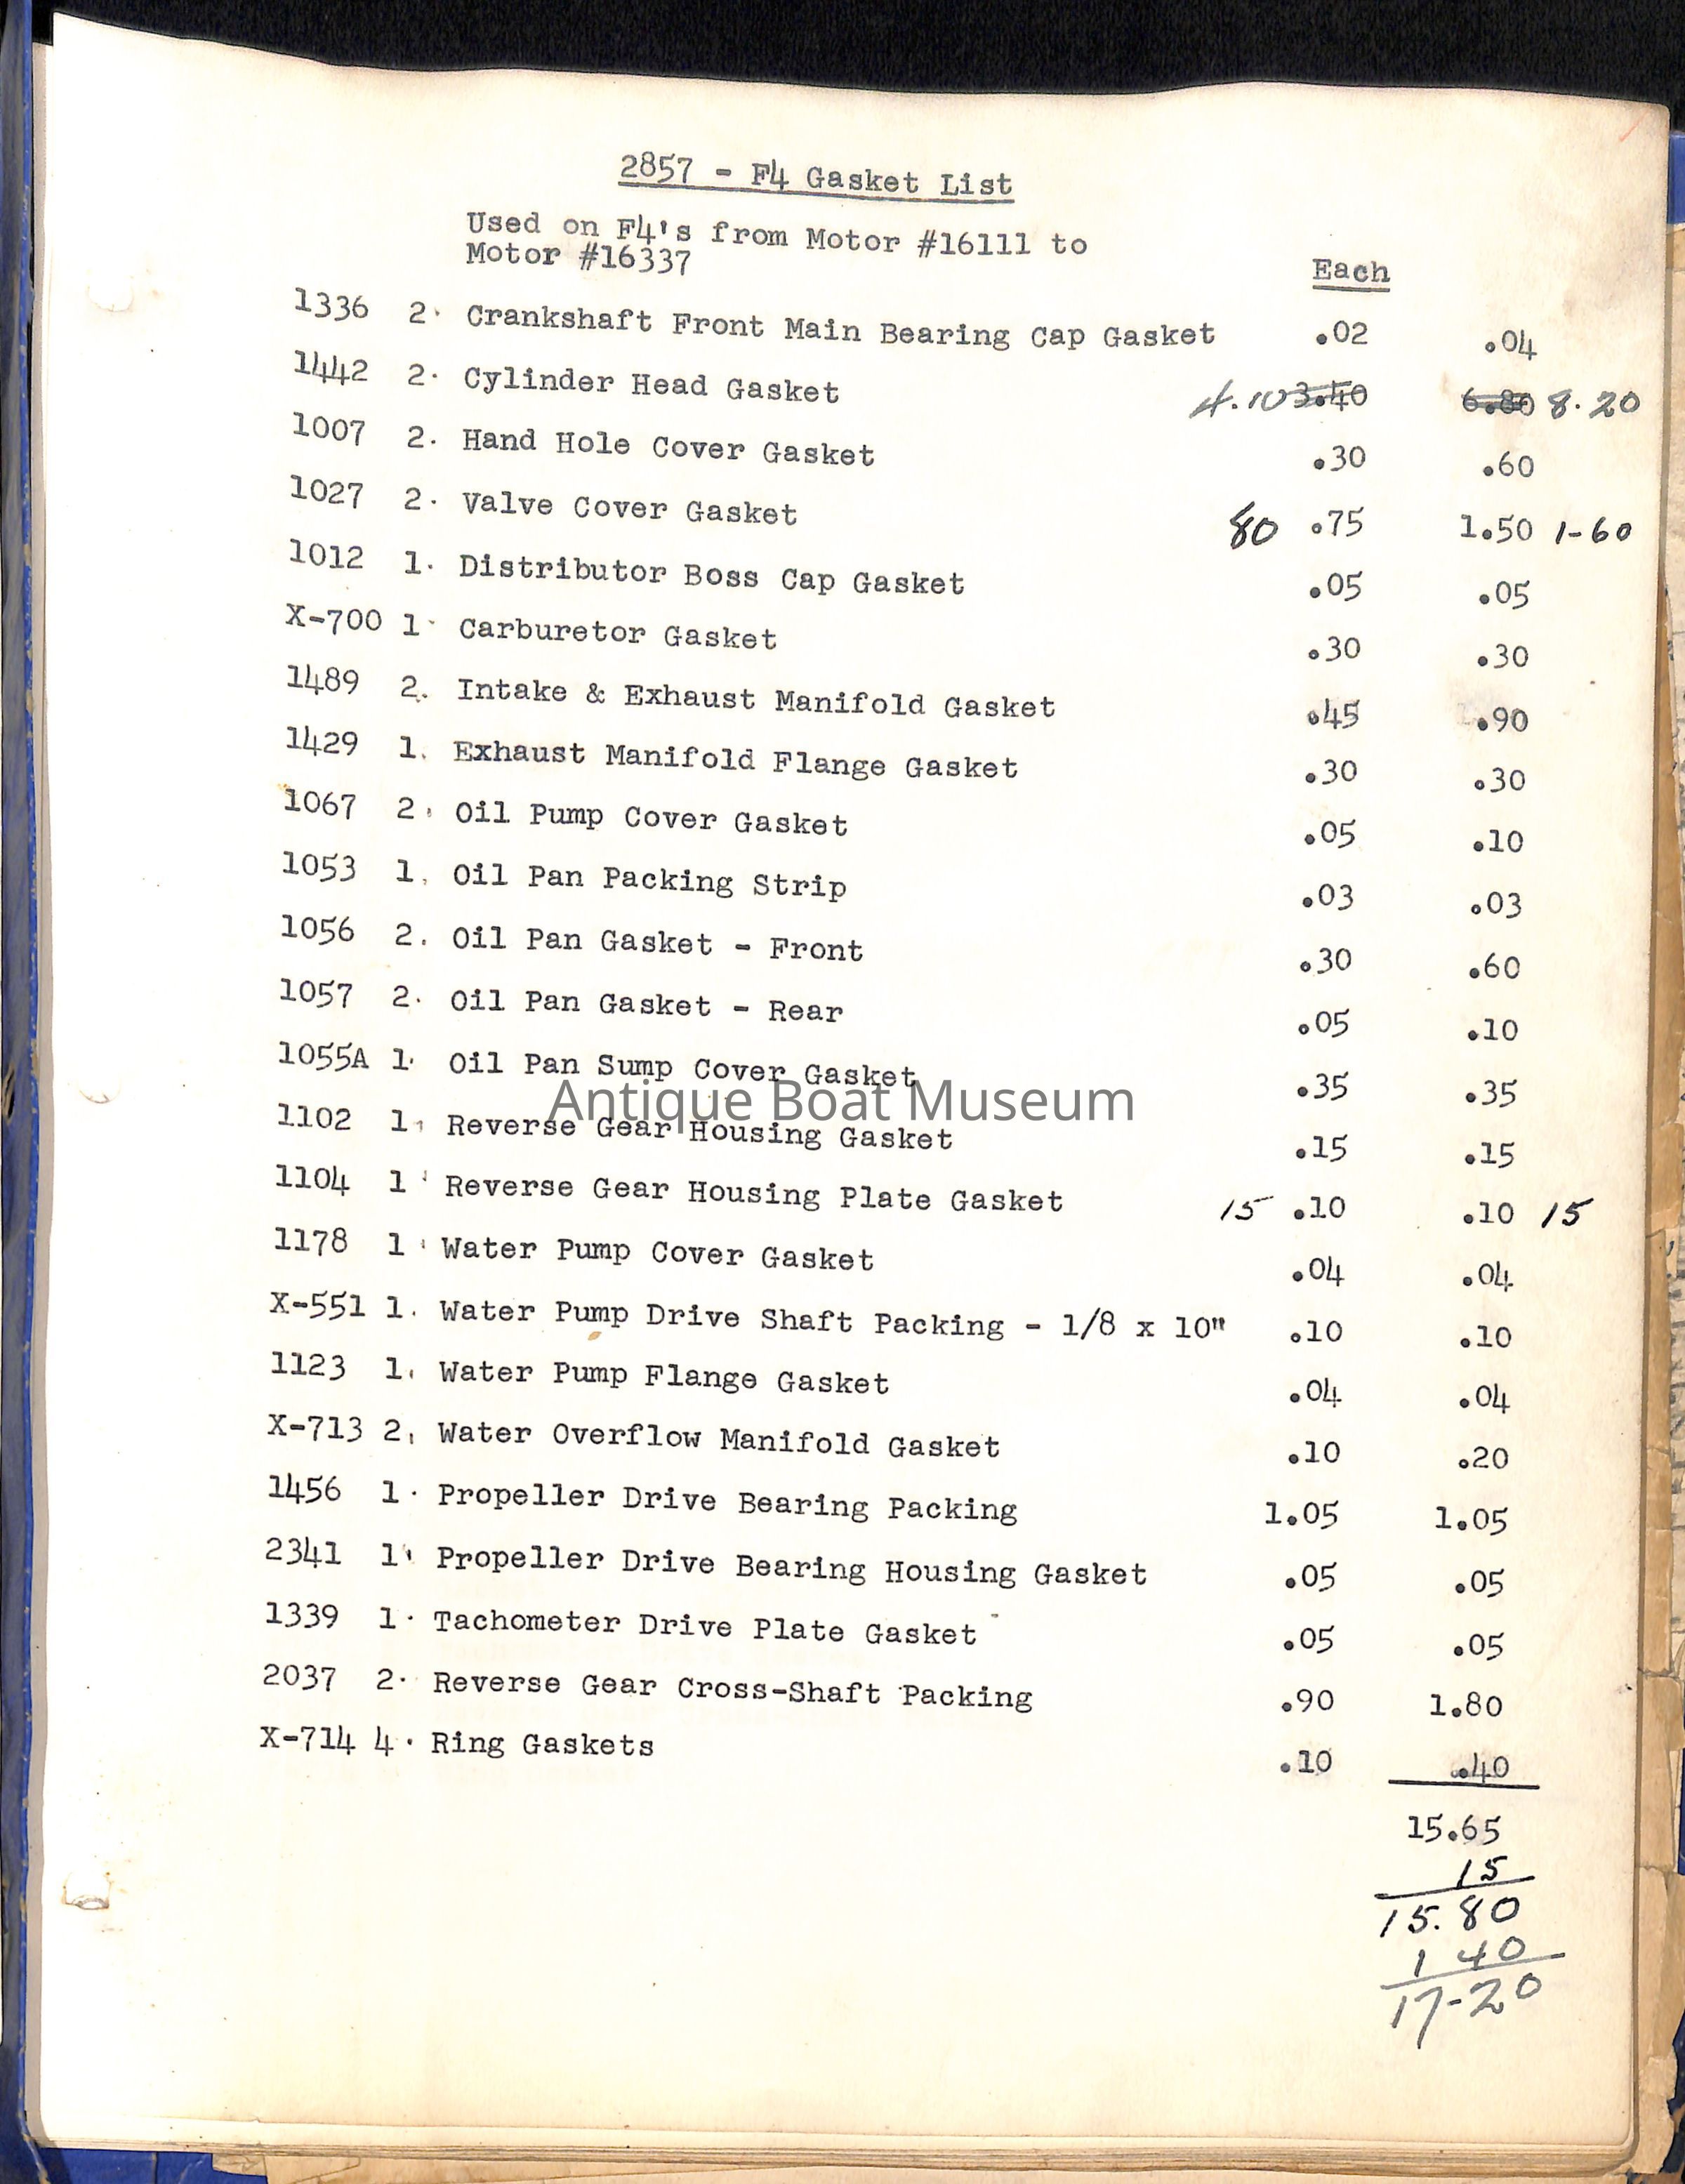 2857 - F4 Gasket List
Used on F4's from Motor #16111 to
Motor #16337
Each
1336 2. Crankshaft Front Main Bearing Cap Gasket .02 .04
1442 2. Cylinder Head Gasket 4.10 3.40 6.80 8.20
1007 2. Hand Hole Cover Gasket .30 .60
1027 2. Valve Cover Gasket 80 .75 1.50 1-60
1012 1. Distributor Boss Cap Gasket .05 .05
X-700 1. Carburetor Gasket .30 .30
1489 2. Intake & Exhaust Manifold Gasket .45 .90
1429 1. Exhaust Manifold Flange Gasket .30 .30
1067 2. Oil Pump Cover Gasket .05 .10
1053 1. Oil Pan Packing Strip .03 .03
1056 2. Oil Pan Gasket - Front .30 .60
1057 2. Oil Pan Gasket - Rear .05 .10
1055A 1. Oil Pan Sump Cover Gasket .35 .35
Antique Boat Museum
1102 1. Reverse Gear Housing Gasket .15 .15
1104 1. Reverse Gear Housing Plate Gasket 15 .10 .10 15
1178 1. Water Pump Cover Gasket .04 .04
X-551 1. Water Pump Drive Shaft Packing - 1/8 x 10" .10 .10
1123 1. Water Pump Flange Gasket .04 .04
X-713 2. Water Overflow Manifold Gasket .10 .20
1456 1. Propeller Drive Bearing Packing 1.05 1.05
2341 1. Propeller Drive Bearing Housing Gasket .05 .05
1339 1. Tachometer Drive Plate Gasket .05 .05
2037 2. Reverse Gear Cross-Shaft Packing .90 1.80
X-714 4. Ring Gaskets .10 .40
15.65
15
15.80
1 40
17-20